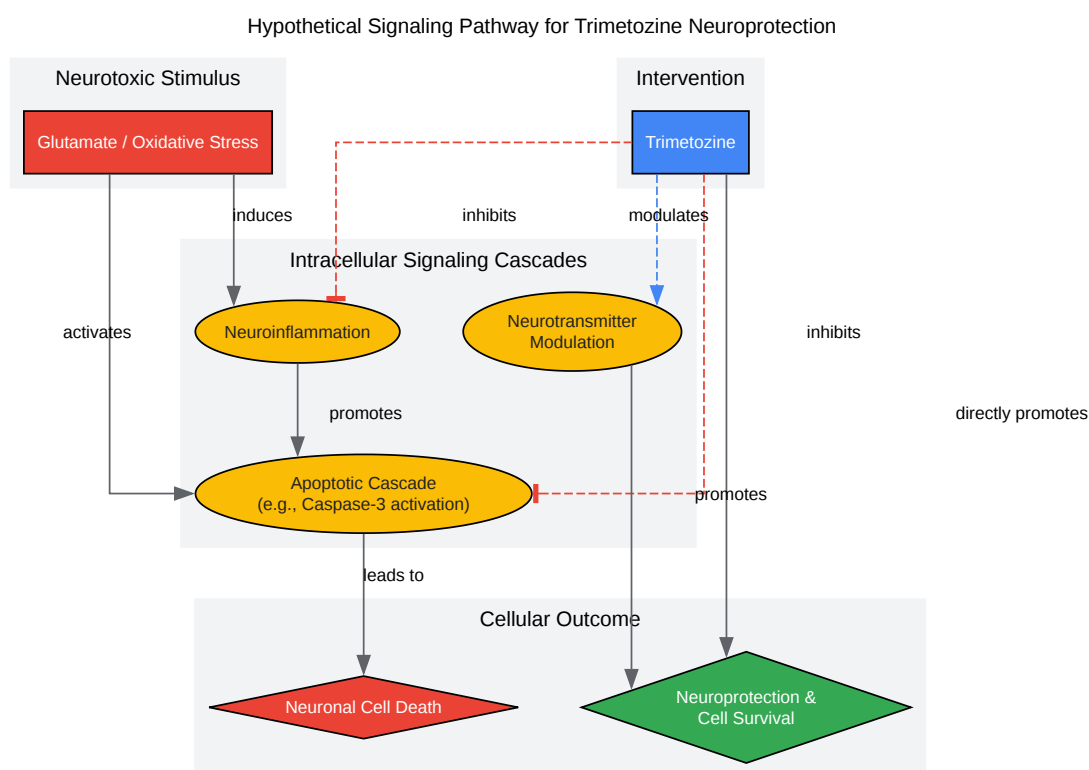 Hypothetical Signaling Pathway for Trimetozine Neuroprotection
Neurotoxic Stimulus
Intervention
Glutamate / Oxidative Stress
Trimetozine
induces
inhibits
modulates
Intracellular Signaling Cascades
activates
Neuroinflammation
Neurotransmitter
Modulation
inhibits
promotes
directly promotes
Apoptotic Cascade
(e.g., Caspase-3 activation)
promotes
leads to
Cellular Outcome
Neuronal Cell Death
Neuroprotection &
Cell Survival